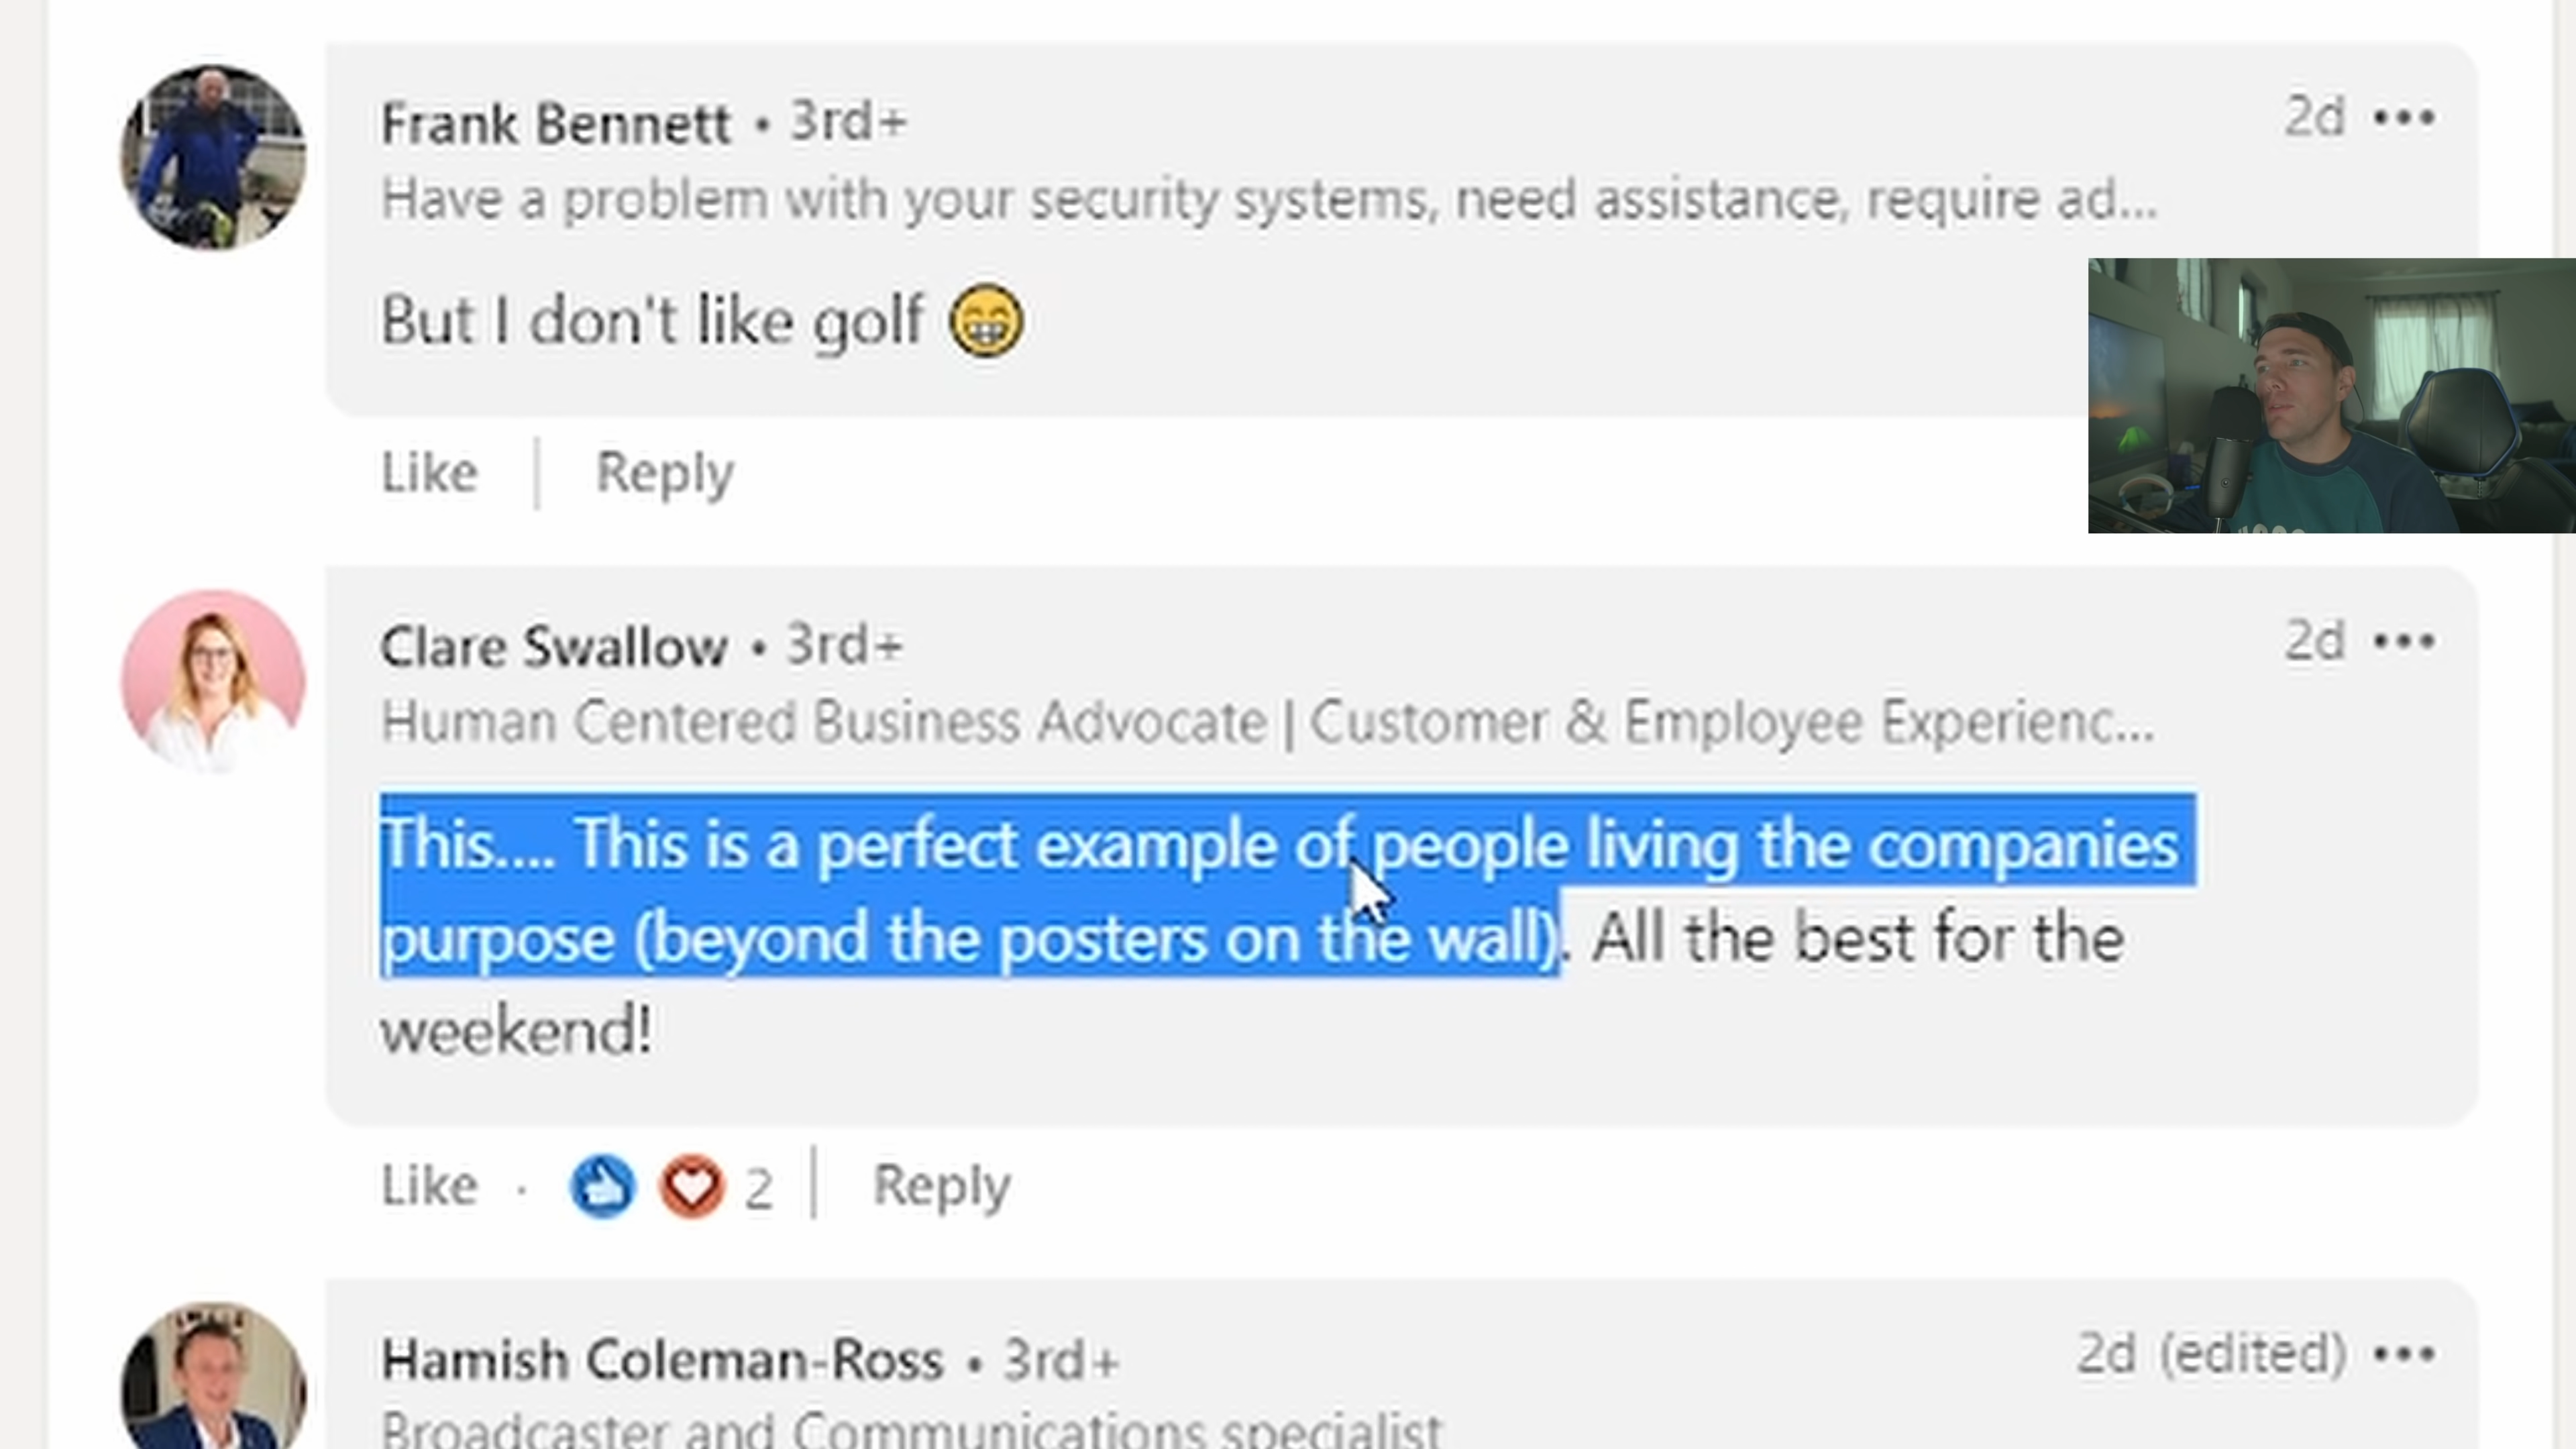 Frank Bennett • 3rd+
2d •••
Have a problem with your security systems, need assistance, require ad...
But I don't like golf 😁
Like | Reply
Clare Swallow • 3rd+
2d •••
Human Centered Business Advocate | Customer & Employee Experienc...
This.... This is a perfect example of people living the companies
purpose (beyond the posters on the wall). All the best for the
weekend!
Like · 2 | Reply
Hamish Coleman-Ross • 3rd+
2d (edited) •••
Broadcaster and Communications specialist